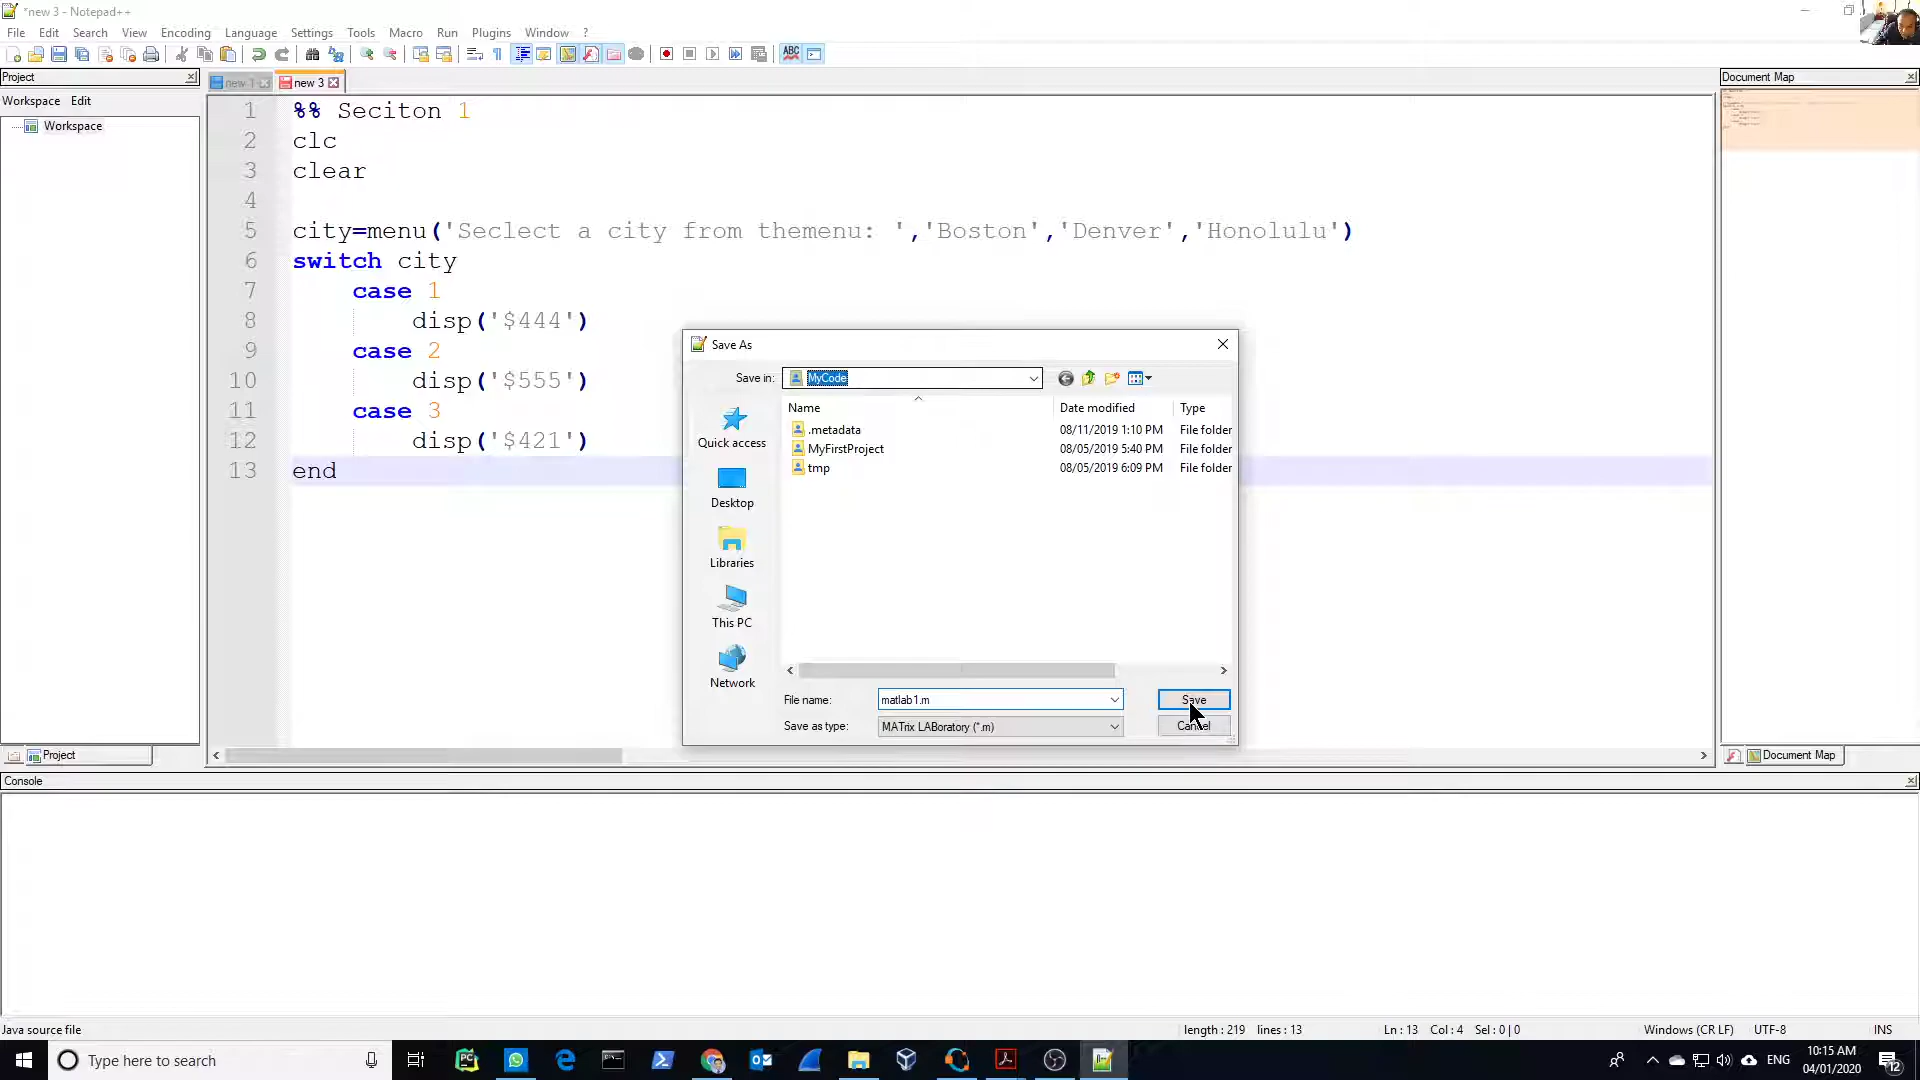 *new 3 - Notepad++
File Edit Search View Encoding Language Settings Tools Macro Run Plugins Window ?
Project
new 1 new 3
Document Map
Workspace Edit
Workspace
1 %% Seciton 1
2 clc
3 clear
4
5 city=menu('Seclect a city from themenu: ','Boston','Denver','Honolulu')
6 switch city
7 case 1
8 disp('$444')
9 case 2
10 disp('$555')
11 case 3
12 disp('$421')
13 end
Save As
Save in: MyCode
Quick access
Desktop
Libraries
This PC
Network
Name Date modified Type
.metadata 08/11/2019 1:10 PM File folder
MyFirstProject 08/05/2019 5:40 PM File folder
tmp 08/05/2019 6:09 PM File folder
File name: matlab1.m Save
Save as type: MATrix LABoratory (*.m) Cancel
Project
Document Map
Console
Java source file length : 219 lines : 13 Ln : 13 Col : 4 Sel : 0 | 0 Windows (CR LF) UTF-8 INS
Type here to search
ENG
10:15 AM
04/01/2020
12